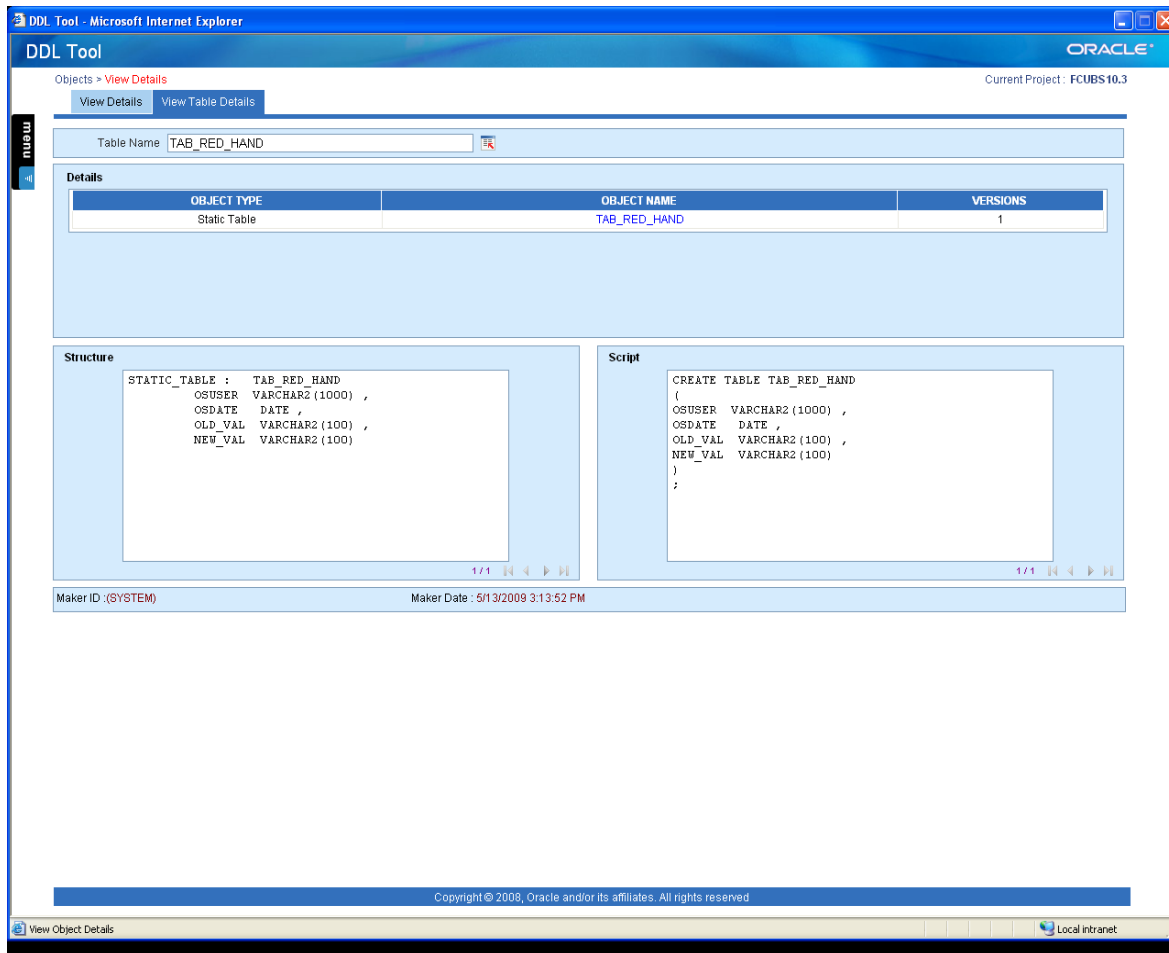 DDL Tool - Microsoft Internet Explorer
DDL Tool
ORACLE
Objects > View Details
Current Project : FCUBS10.3
View Details
View Table Details
menu
Table Name TAB_RED_HAND
Details
OBJECT TYPE OBJECT NAME VERSIONS
Static Table TAB_RED_HAND 1
Structure
STATIC_TABLE : TAB_RED_HAND
OSUSER VARCHAR2(1000) ,
OSDATE DATE ,
OLD_VAL VARCHAR2(100) ,
NEW_VAL VARCHAR2(100)
1 / 1
Script
CREATE TABLE TAB_RED_HAND
(
OSUSER VARCHAR2(1000) ,
OSDATE DATE ,
OLD_VAL VARCHAR2(100) ,
NEW_VAL VARCHAR2(100)
)
;
1 / 1
Maker ID :(SYSTEM) Maker Date : 5/13/2009 3:13:52 PM
Copyright © 2008, Oracle and/or its affiliates. All rights reserved
View Object Details
Local intranet